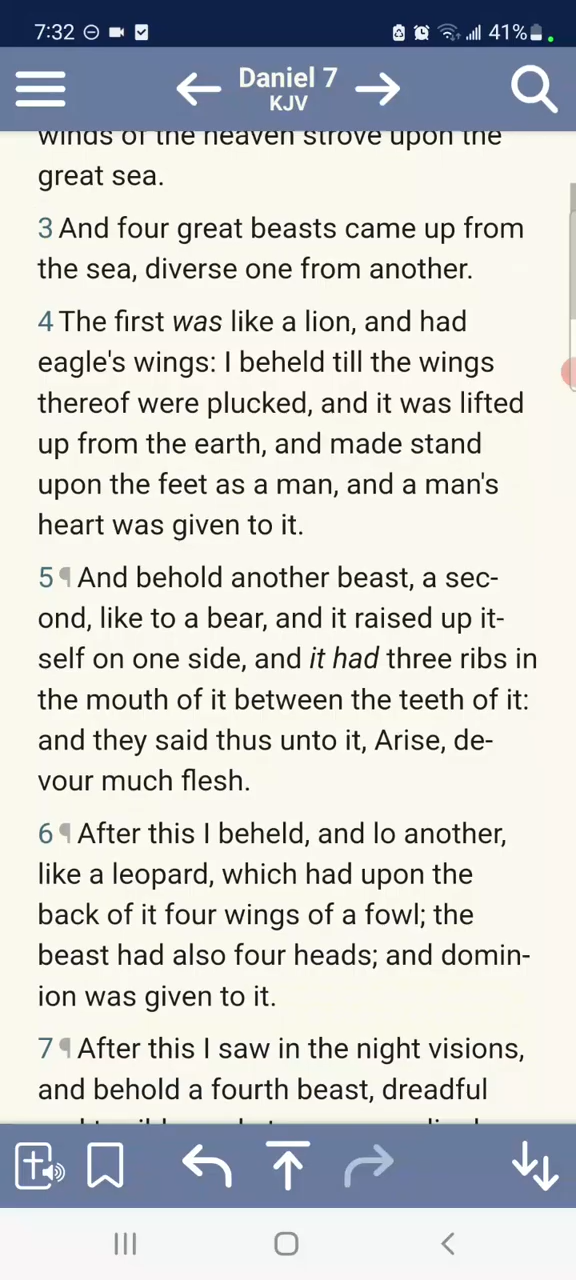 7:32
41%
Daniel 7
KJV
winds of the heaven strove upon the
great sea.
3 And four great beasts came up from
the sea, diverse one from another.
4 The first was like a lion, and had
eagle's wings: I beheld till the wings
thereof were plucked, and it was lifted
up from the earth, and made stand
upon the feet as a man, and a man's
heart was given to it.
5 ¶ And behold another beast, a sec-
ond, like to a bear, and it raised up it-
self on one side, and it had three ribs in
the mouth of it between the teeth of it:
and they said thus unto it, Arise, de-
vour much flesh.
6 ¶ After this I beheld, and lo another,
like a leopard, which had upon the
back of it four wings of a fowl; the
beast had also four heads; and domin-
ion was given to it.
7 ¶ After this I saw in the night visions,
and behold a fourth beast, dreadful